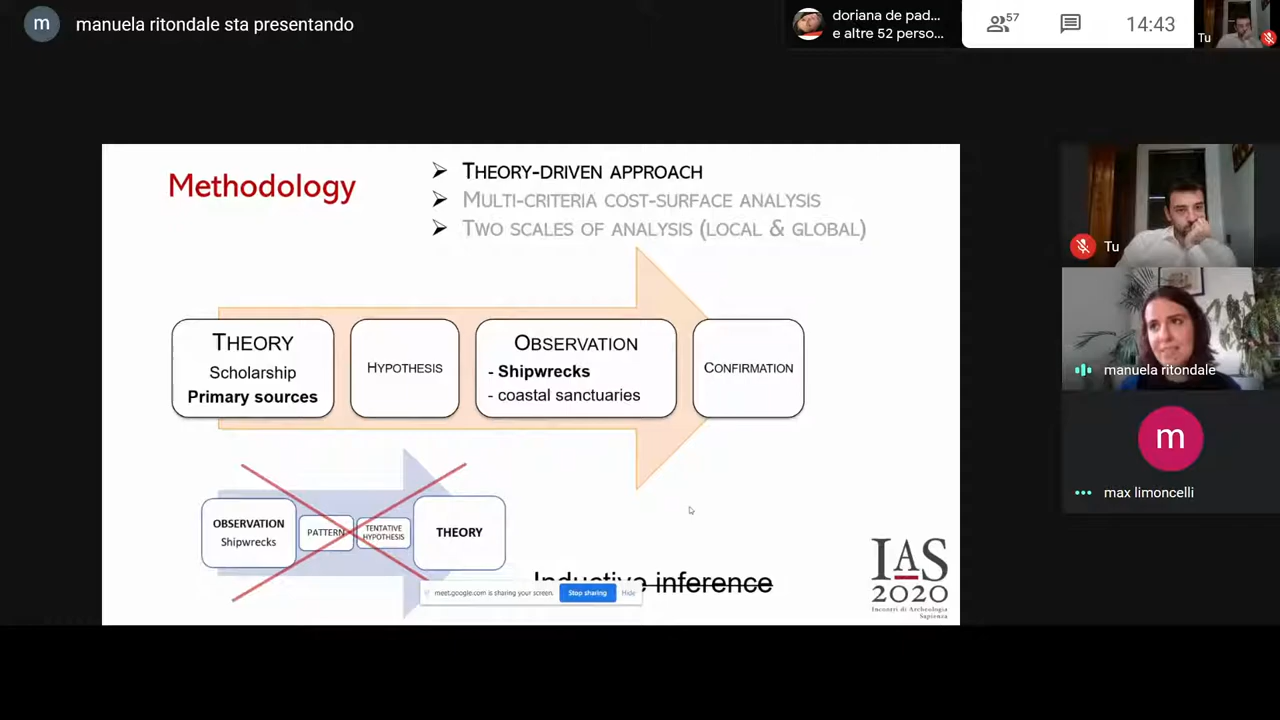 m
manuela ritondale sta presentando
doriana de pad...
e altre 52 perso...
57
14:43
Tu
Methodology
THEORY-DRIVEN APPROACH
MULTI-CRITERIA COST-SURFACE ANALYSIS
TWO SCALES OF ANALYSIS (LOCAL & GLOBAL)
THEORY
Scholarship
Primary sources
HYPOTHESIS
OBSERVATION
- Shipwrecks
- coastal sanctuaries
CONFIRMATION
OBSERVATION
Shipwrecks
PATTERN
TENTATIVE
HYPOTHESIS
THEORY
Inductive inference
meet.google.com is sharing your screen.
Stop sharing
Hide
IAS
2020
Incontri di Archeologia
Sapienza
Tu
manuela ritondale
m
max limoncelli